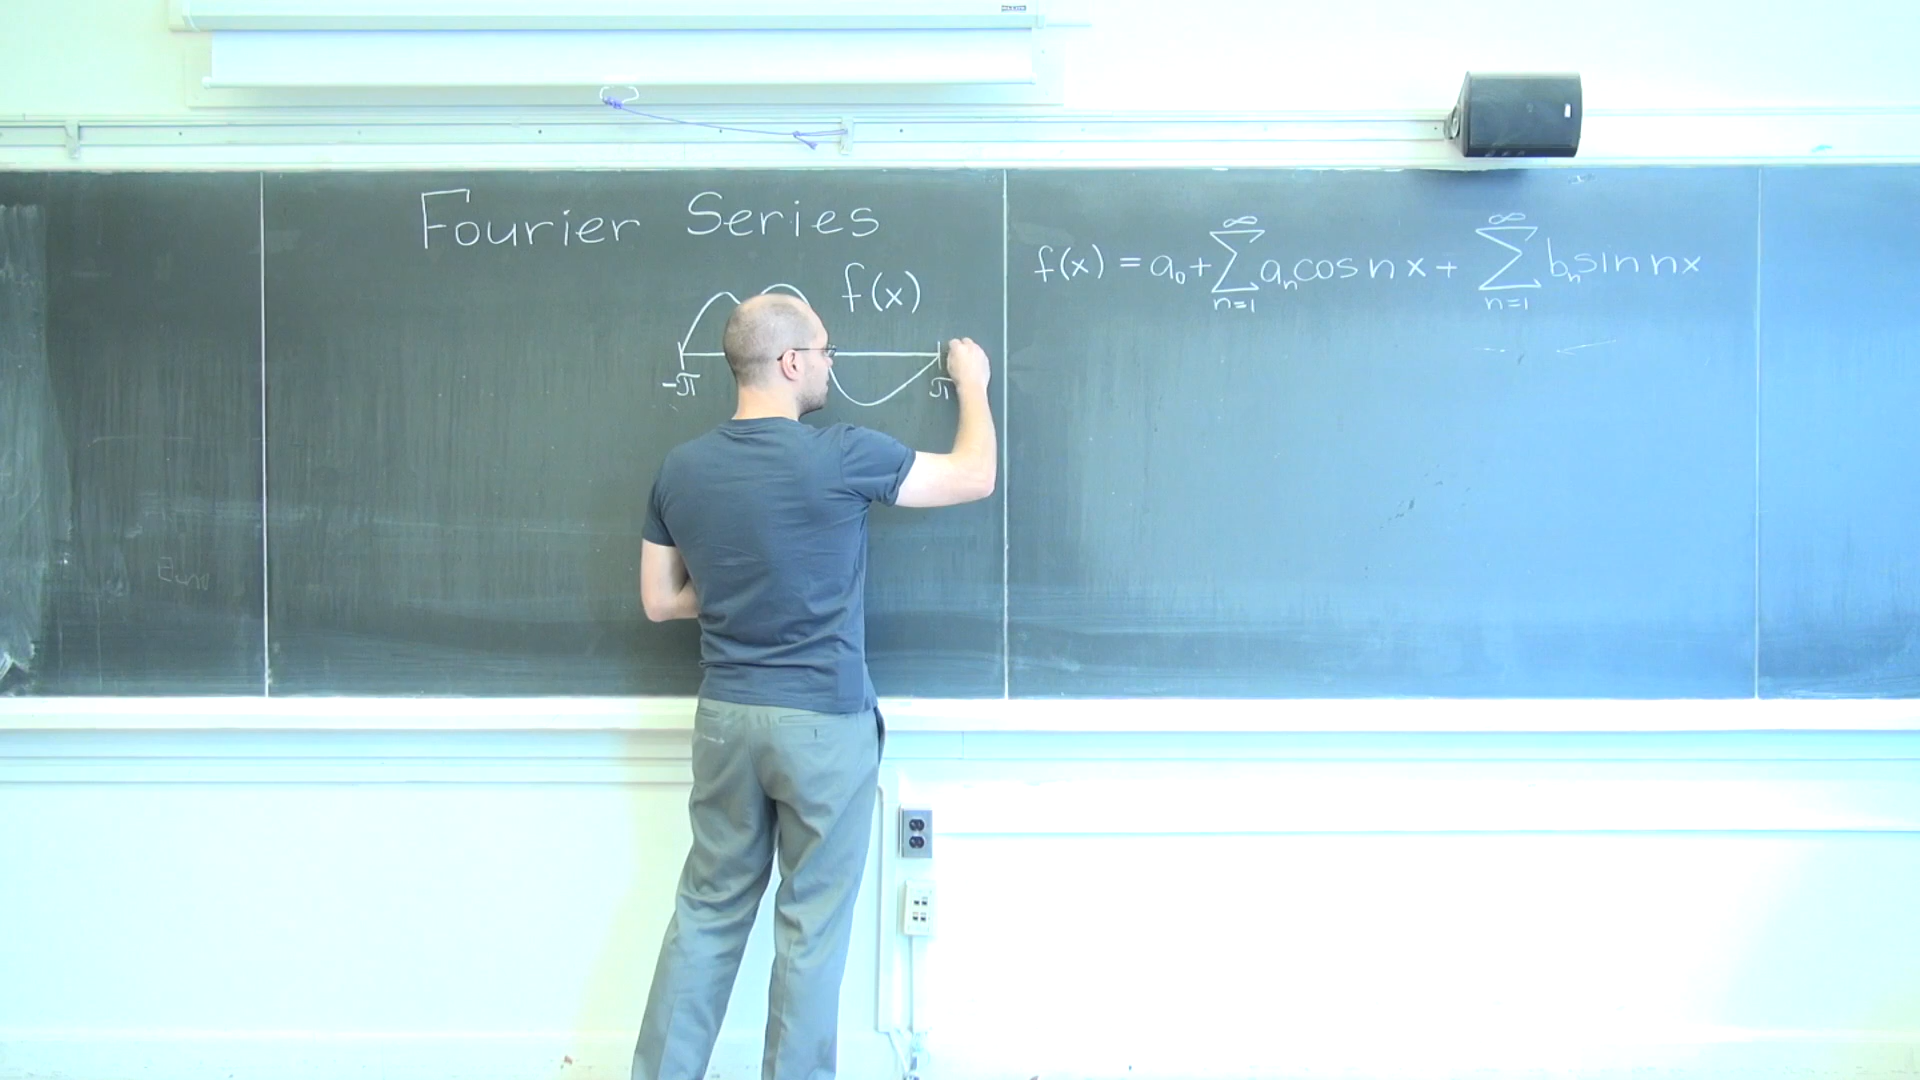 Fourier Series
f(x)
-π π
f(x) = a₀ + ∑_{n=1}^{∞} aₙ cos nx + ∑_{n=1}^{∞} bₙ sin nx